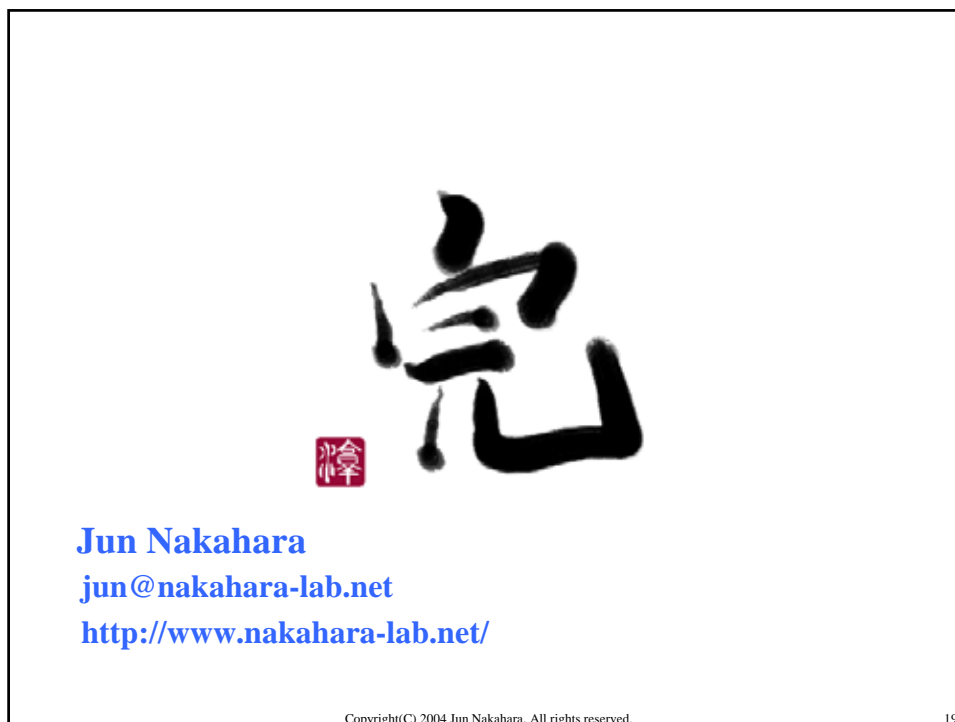 完
Jun Nakahara
jun@nakahara-lab.net
http://www.nakahara-lab.net/
Copyright(C) 2004 Jun Nakahara. All rights reserved.
19